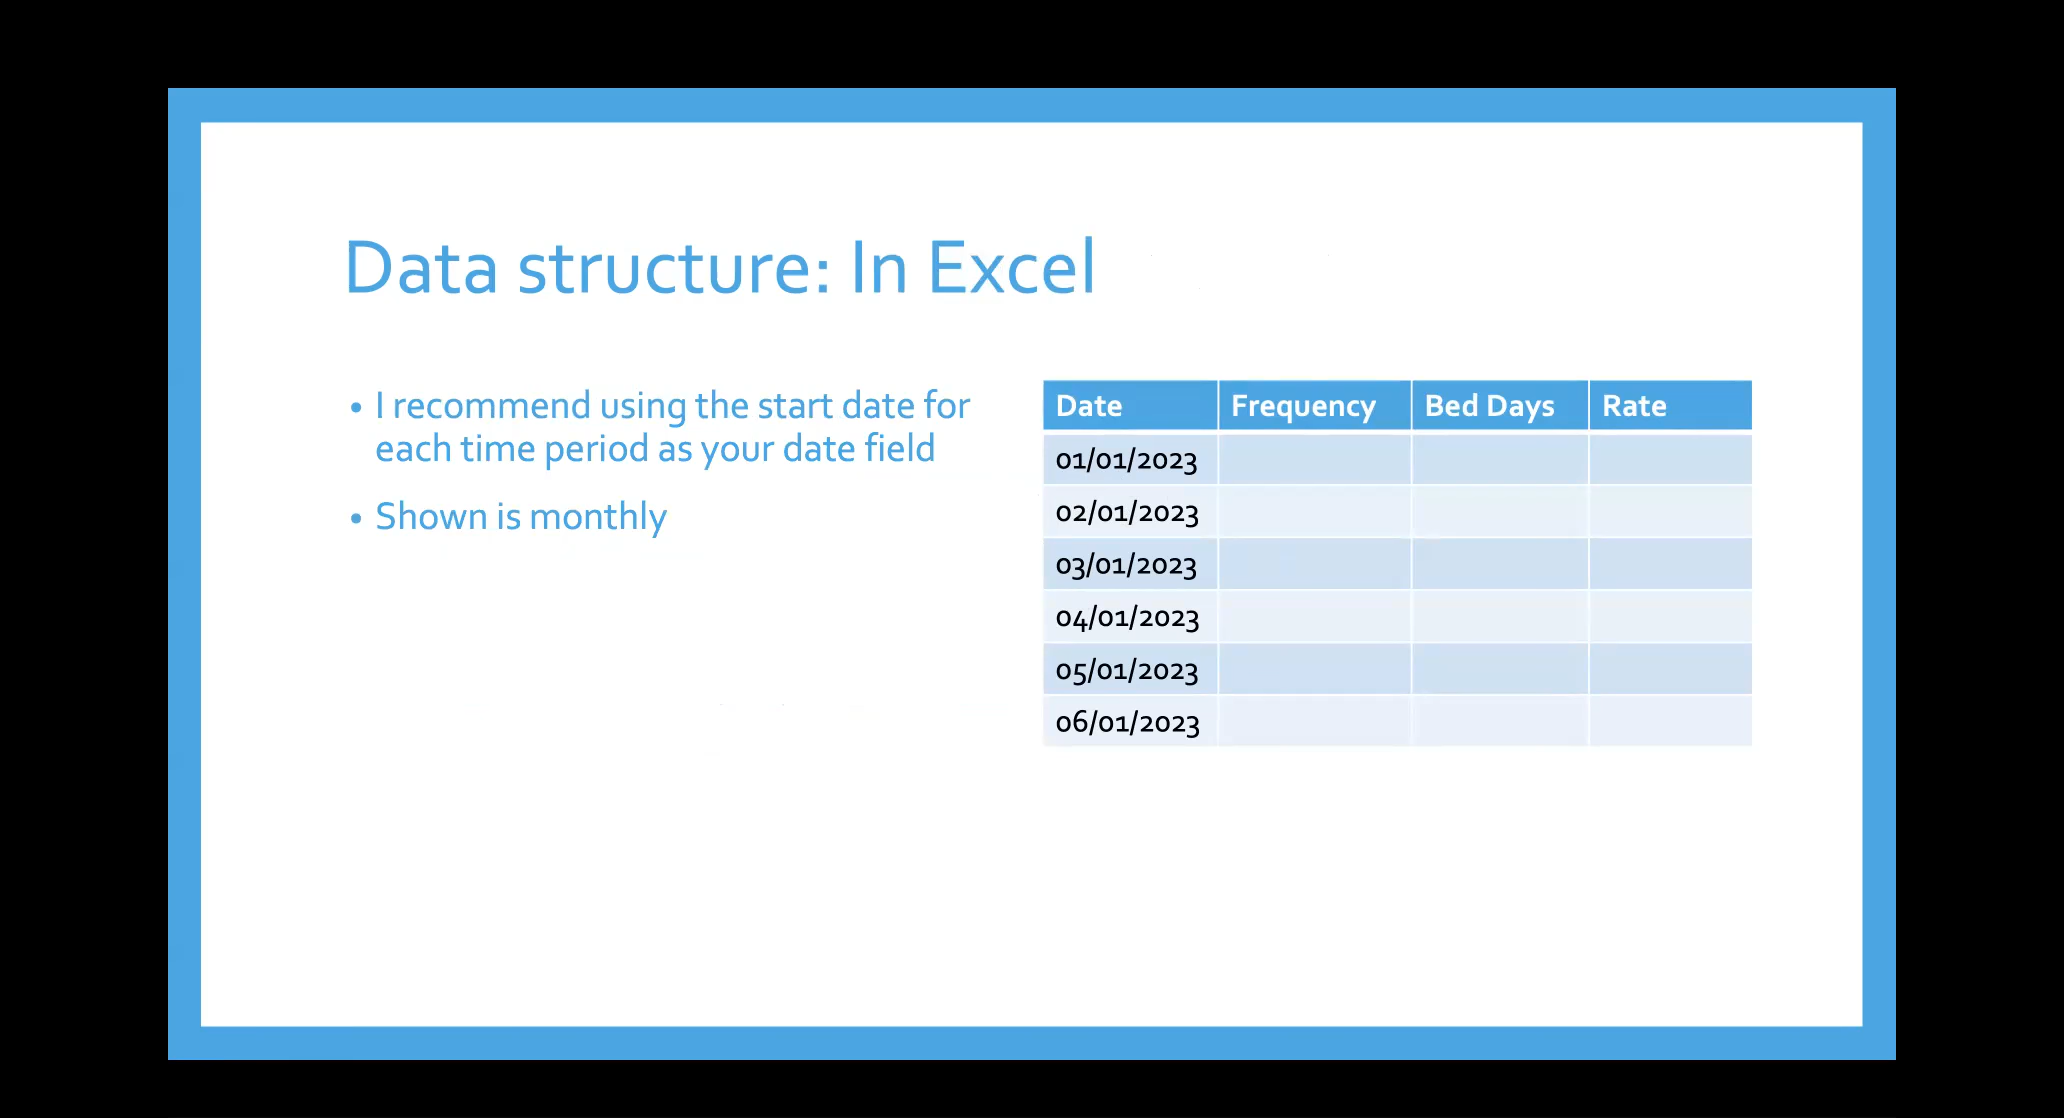 Data structure: In Excel
• I recommend using the start date for
each time period as your date field
• Shown is monthly
Date Frequency Bed Days Rate
01/01/2023
02/01/2023
03/01/2023
04/01/2023
05/01/2023
06/01/2023